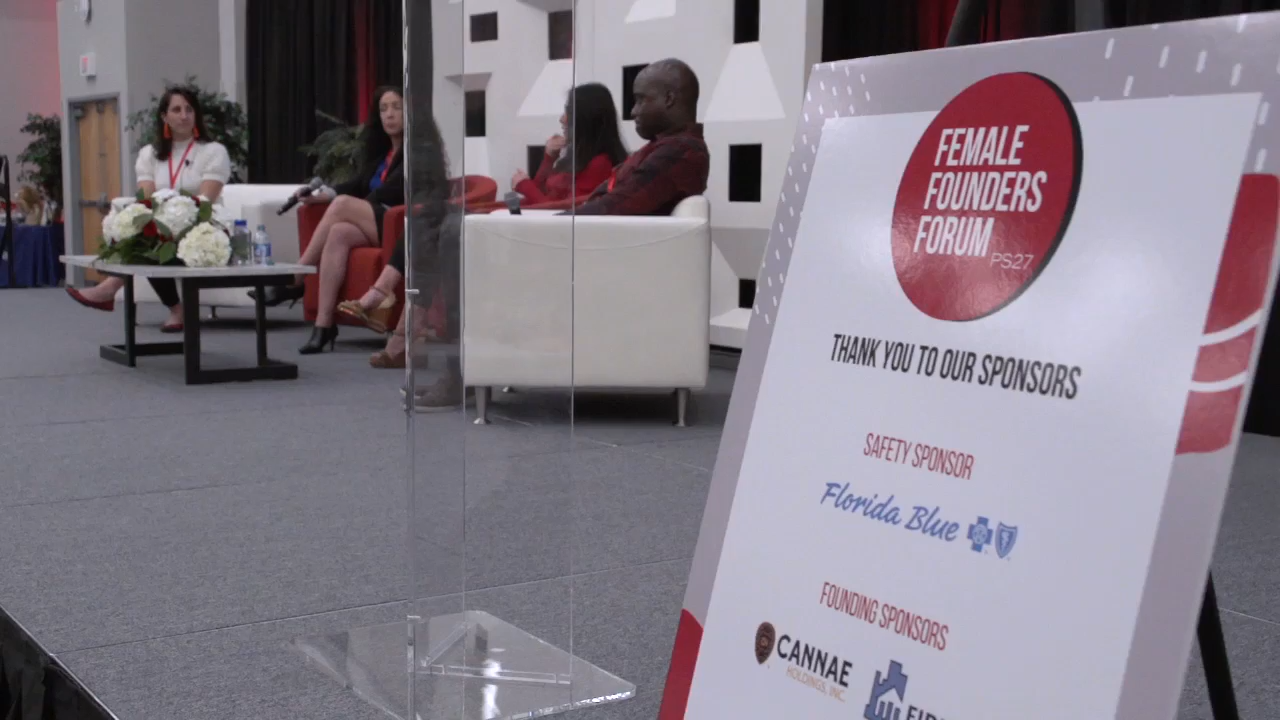 FEMALE
FOUNDERS
FORUM
PS27
THANK YOU TO OUR SPONSORS
SAFETY SPONSOR
Florida Blue
FOUNDING SPONSORS
CANNAE
HOLDINGS, INC.